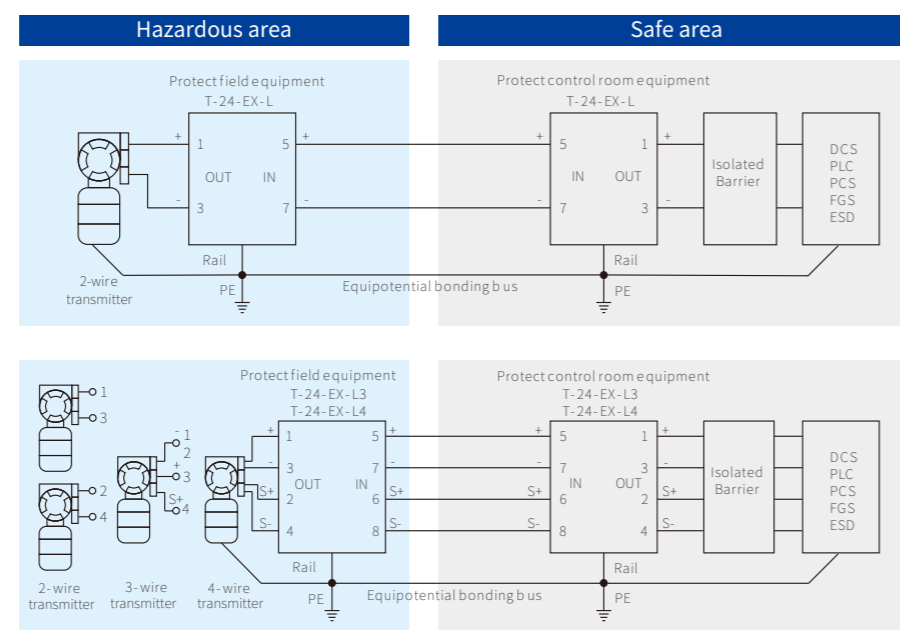 Hazardous area
Safe area
Protect field equipment
T-24-EX-L
Protect control room equipment
T-24-EX-L
+ 1 5 + + 5 1 +
OUT IN IN OUT
- 3 7 - - 7 3 -
Isolated
Barrier
DCS
PLC
PCS
FGS
ESD
2-wire
transmitter
Rail
PE
Equipotential bonding bus
Rail
PE
Protect field equipment
T-24-EX-L3
T-24-EX-L4
Protect control room equipment
T-24-EX-L3
T-24-EX-L4
1
3
2
4
- 1
2
+ 3
S+ 4
+ 1 5 + + 5 1 +
- 3 7 - - 7 3 -
OUT IN IN OUT
S+ 2 6 S+ S+ 6 2 S+
S- 4 8 S- S- 8 4 S-
Isolated
Barrier
DCS
PLC
PCS
FGS
ESD
2-wire
transmitter
3-wire
transmitter
4-wire
transmitter
Rail
PE
Equipotential bonding bus
Rail
PE